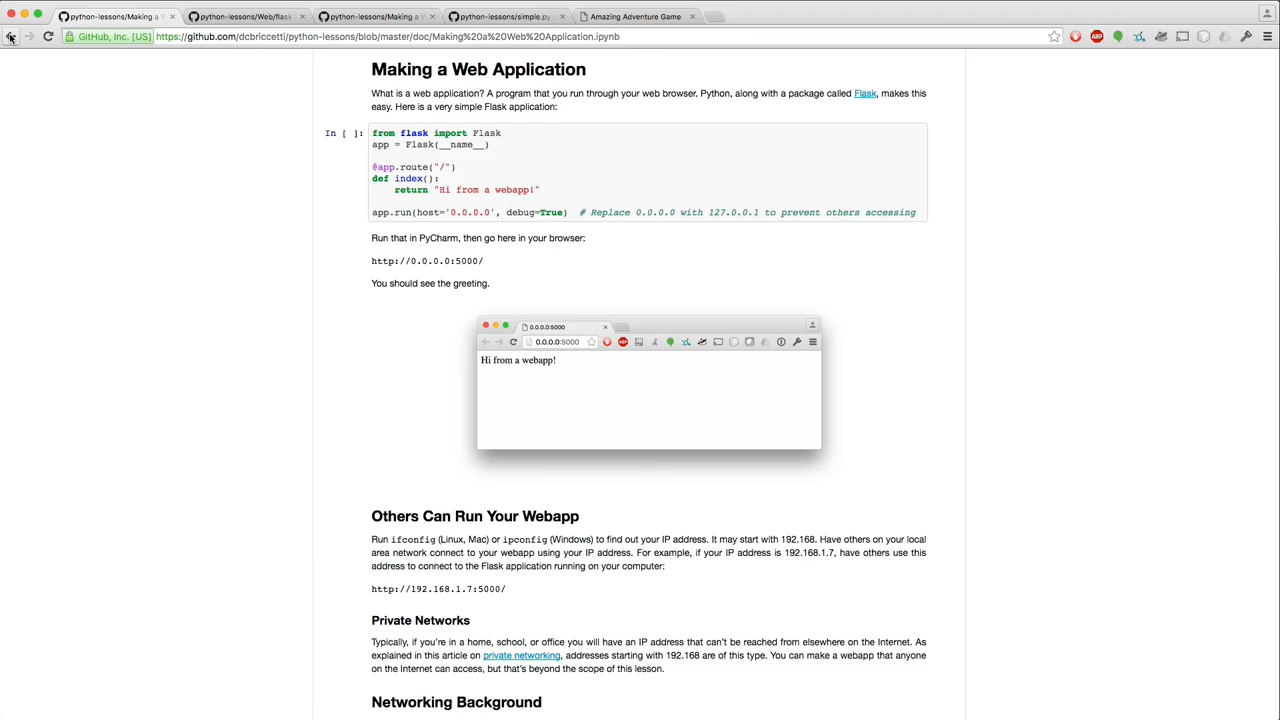 python-lessons/Making a W
python-lessons/Web/flask
python-lessons/Making a
python-lessons/simple.py
Amazing Adventure Game
GitHub, Inc. [US] https://github.com/dcbriccetti/python-lessons/blob/master/doc/Making%20a%20Web%20Application.ipynb
ABP
Making a Web Application
What is a web application? A program that you run through your web browser. Python, along with a package called Flask, makes this
easy. Here is a very simple Flask application:
In [ ]:
from flask import Flask
app = Flask(__name__)
@app.route("/")
def index():
return "Hi from a webapp!"
app.run(host='0.0.0.0', debug=True) # Replace 0.0.0.0 with 127.0.0.1 to prevent others accessing
Run that in PyCharm, then go here in your browser:
http://0.0.0.0:5000/
You should see the greeting.
0.0.0.0:5000
0.0.0.0:5000
ABP
Hi from a webapp!
Others Can Run Your Webapp
Run ifconfig (Linux, Mac) or ipconfig (Windows) to find out your IP address. It may start with 192.168. Have others on your local
area network connect to your webapp using your IP address. For example, if your IP address is 192.168.1.7, have others use this
address to connect to the Flask application running on your computer:
http://192.168.1.7:5000/
Private Networks
Typically, if you're in a home, school, or office you will have an IP address that can't be reached from elsewhere on the Internet. As
explained in this article on private networking, addresses starting with 192.168 are of this type. You can make a webapp that anyone
on the Internet can access, but that's beyond the scope of this lesson.
Networking Background